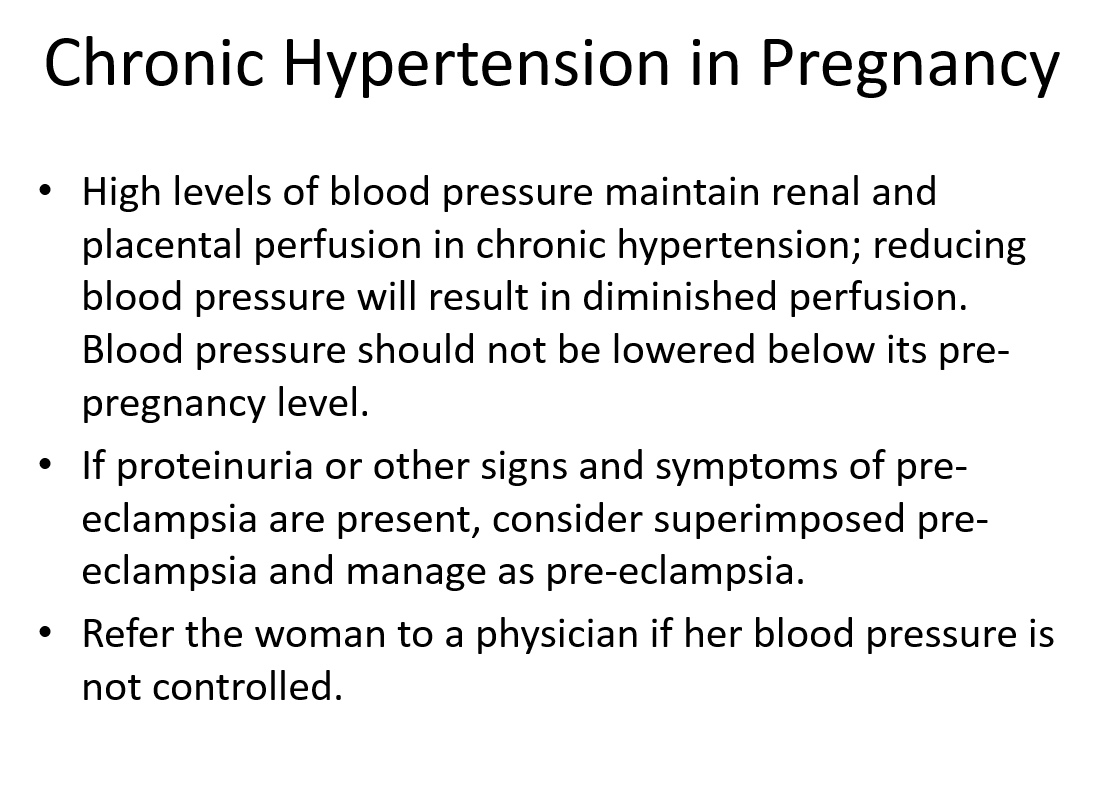 Chronic Hypertension in Pregnancy
• High levels of blood pressure maintain renal and
placental perfusion in chronic hypertension; reducing
blood pressure will result in diminished perfusion.
Blood pressure should not be lowered below its pre-
pregnancy level.
• If proteinuria or other signs and symptoms of pre-
eclampsia are present, consider superimposed pre-
eclampsia and manage as pre-eclampsia.
• Refer the woman to a physician if her blood pressure is
not controlled.